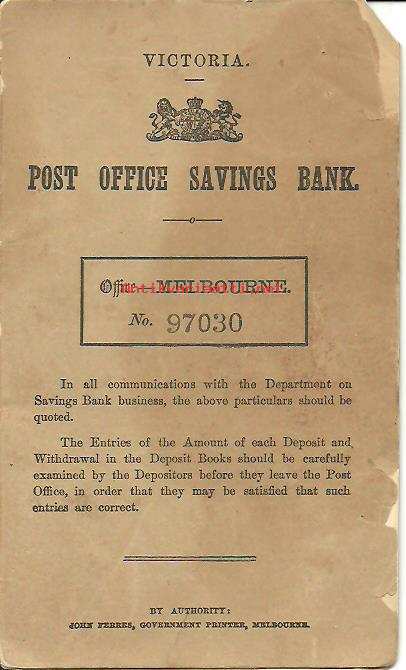 VICTORIA.
POST OFFICE SAVINGS BANK.
Office MELBOURNE.
No. 97030
In all communications with the Department on
Savings Bank business, the above particulars should be
quoted.
The Entries of the Amount of each Deposit and
Withdrawal in the Deposit Books should be carefully
examined by the Depositors before they leave the Post
Office, in order that they may be satisfied that such
entries are correct.
BY AUTHORITY:
JOHN FERRES, GOVERNMENT PRINTER, MELBOURNE.